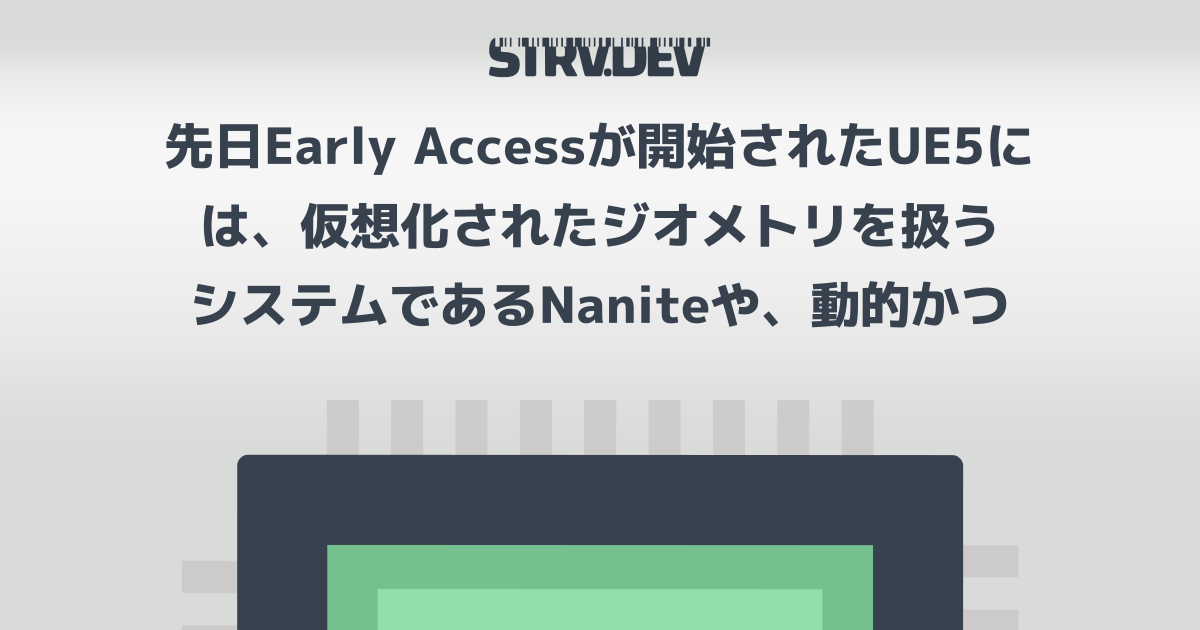 STRV.DEV
先日Early Accessが開始されたUE5に
は、仮想化されたジオメトリを扱う
システムであるNaniteや、動的かつ